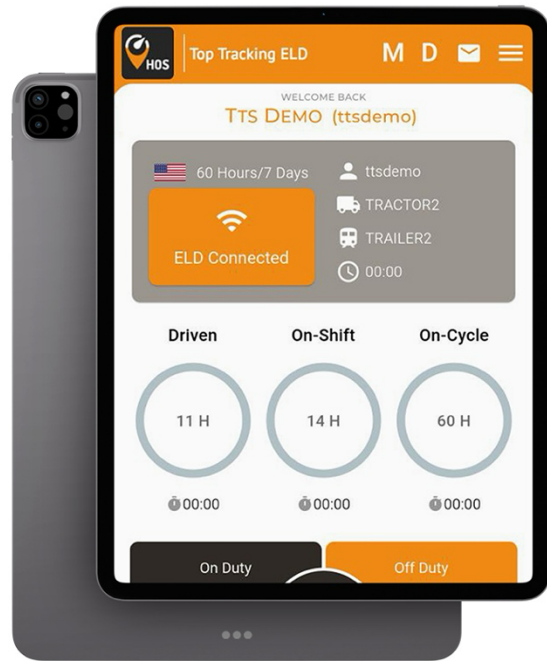 HOS
Top Tracking ELD
M D
WELCOME BACK
TTS DEMO (ttsdemo)
60 Hours/7 Days
ELD Connected
ttsdemo
TRACTOR2
TRAILER2
00:00
Driven
On-Shift
On-Cycle
11 H
14 H
60 H
00:00
00:00
00:00
On Duty
Off Duty